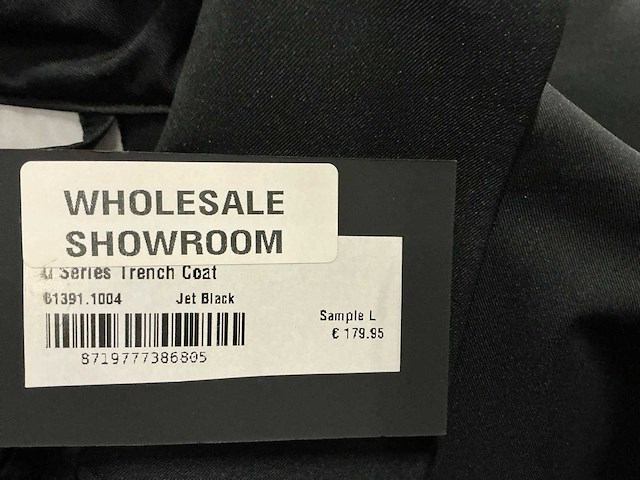 WHOLESALE
SHOWROOM
Series Trench Coat
61391.1004 Jet Black
Sample L
€ 179.95
8719777386805